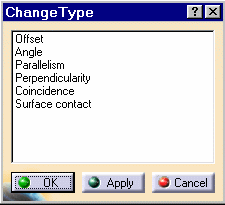 ChangeType ? X
Offset
Angle
Parallelism
Perpendicularity
Coincidence
Surface contact
OK Apply Cancel